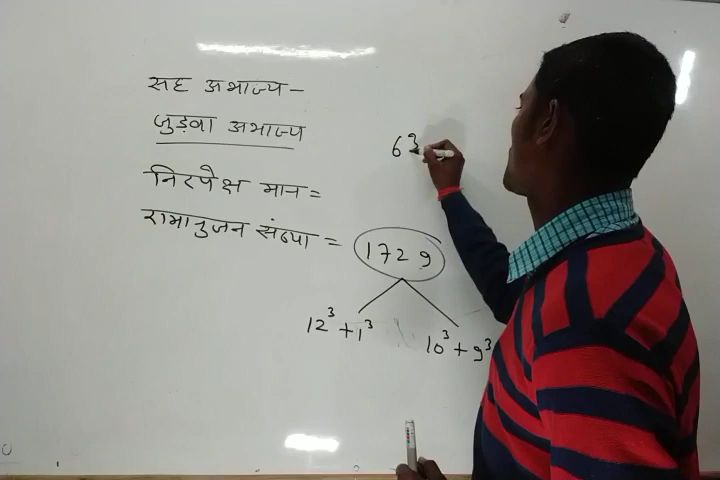 सह अभाज्य -
जुड़वा अभाज्य
6³
निरपेक्ष मान =
रामानुजन संख्या = 1729
12³ + 1³ 10³ + 9³